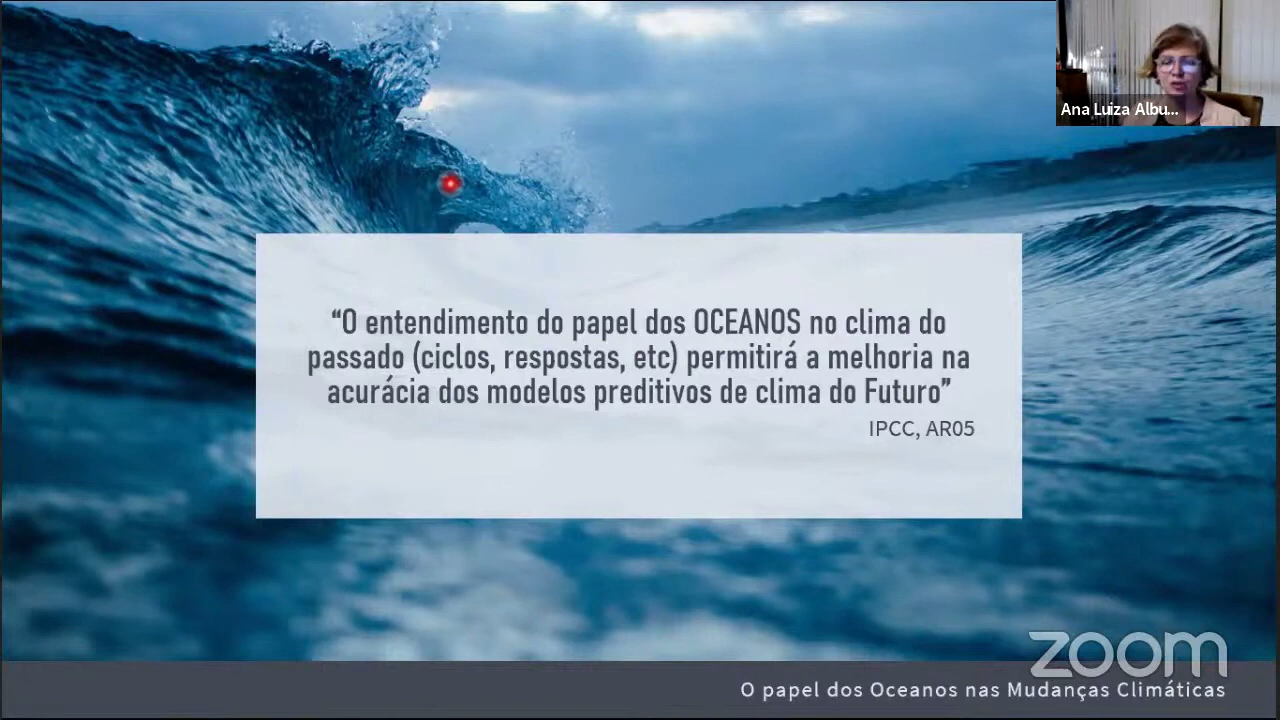 Ana Luiza Albu...
“O entendimento do papel dos OCEANOS no clima do
passado (ciclos, respostas, etc) permitirá a melhoria na
acurácia dos modelos preditivos de clima do Futuro”
IPCC, AR05
zoom
O papel dos Oceanos nas Mudanças Climáticas